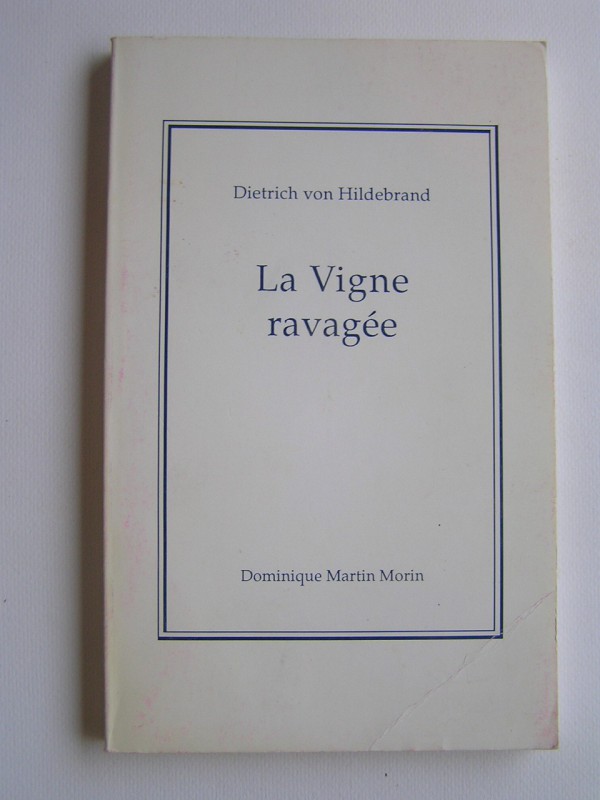 Dietrich von Hildebrand
La Vigne
ravagée
Dominique Martin Morin